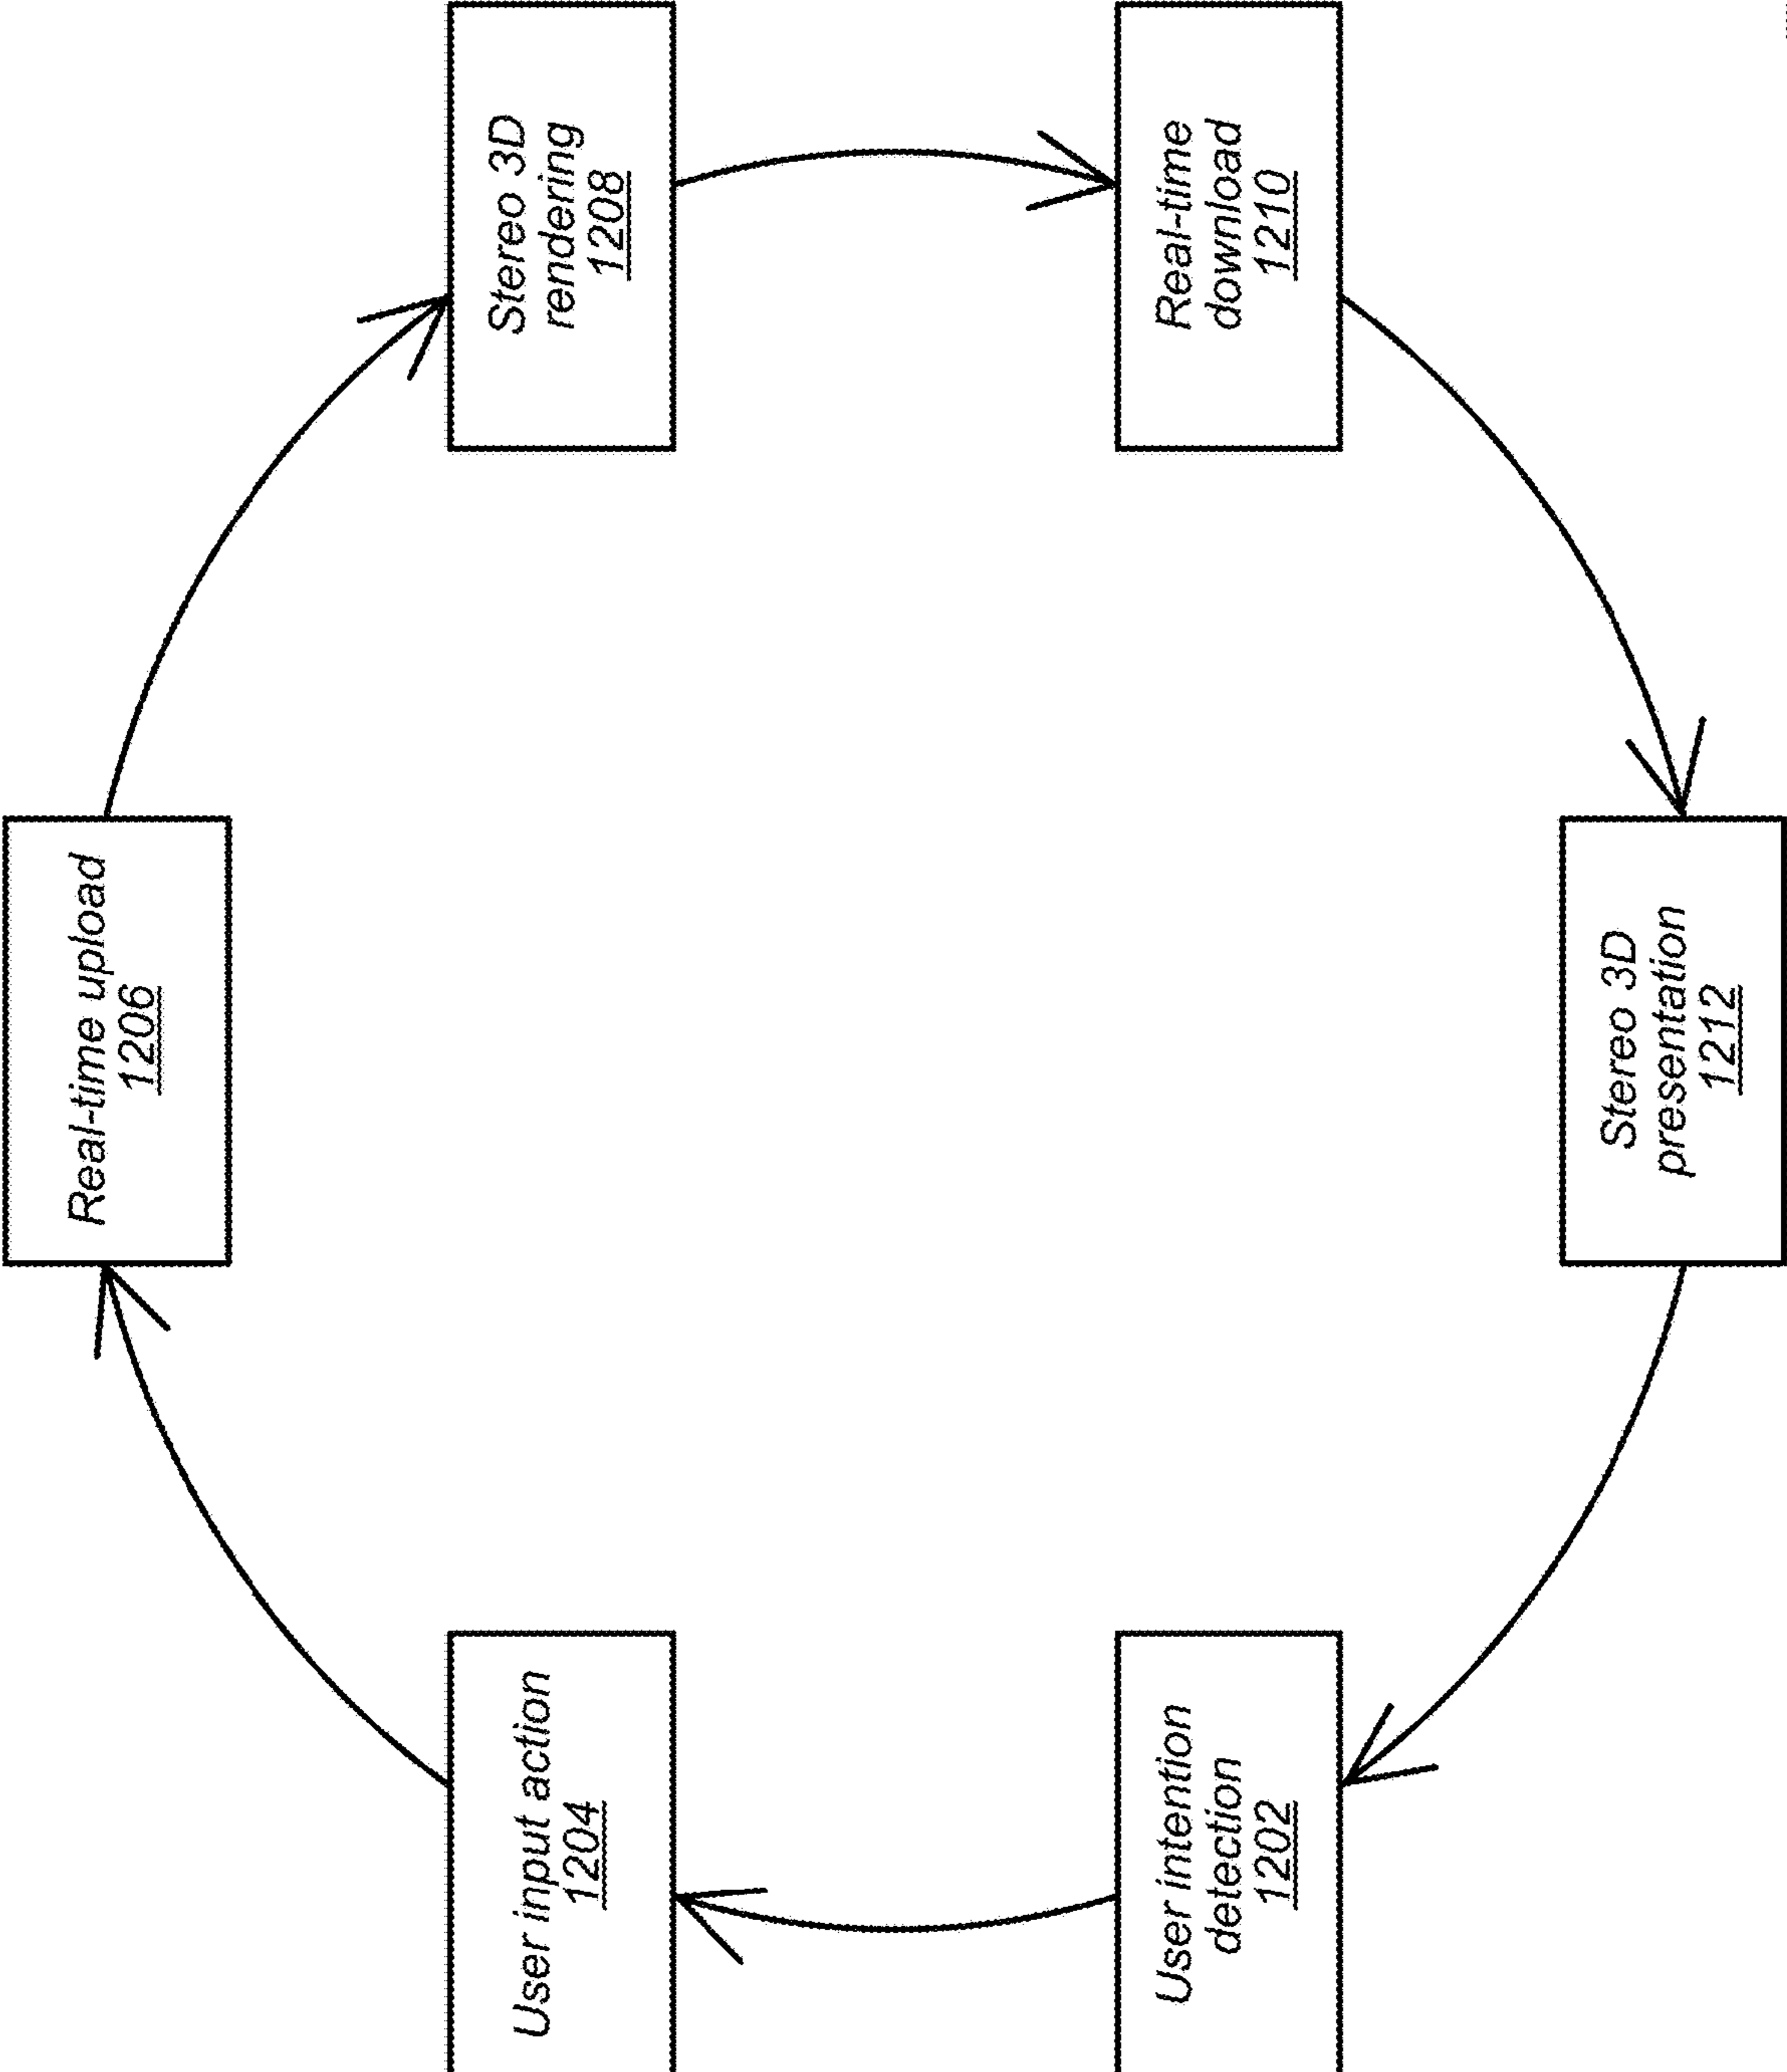 User intention
detection
1202
User input action
1204
Real-time upload
1206
Stereo 3D
rendering
1208
Real-time
download
1210
Stereo 3D
presentation
1212